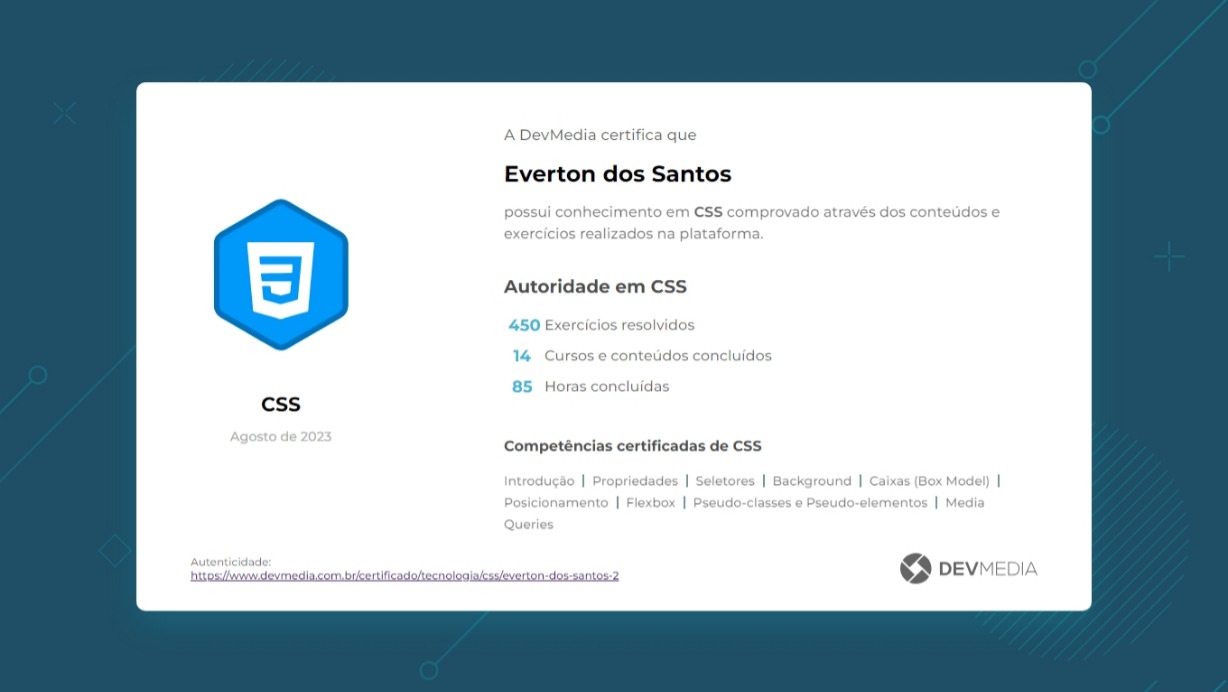 A DevMedia certifica que
Everton dos Santos
possui conhecimento em CSS comprovado através dos conteúdos e
exercícios realizados na plataforma.
Autoridade em CSS
450 Exercícios resolvidos
14 Cursos e conteúdos concluídos
85 Horas concluídas
CSS
Agosto de 2023
Competências certificadas de CSS
Introdução | Propriedades | Seletores | Background | Caixas (Box Model) |
Posicionamento | Flexbox | Pseudo-classes e Pseudo-elementos | Media
Queries
Autenticidade:
https://www.devmedia.com.br/certificado/tecnologia/css/everton-dos-santos-2
DEVMEDIA